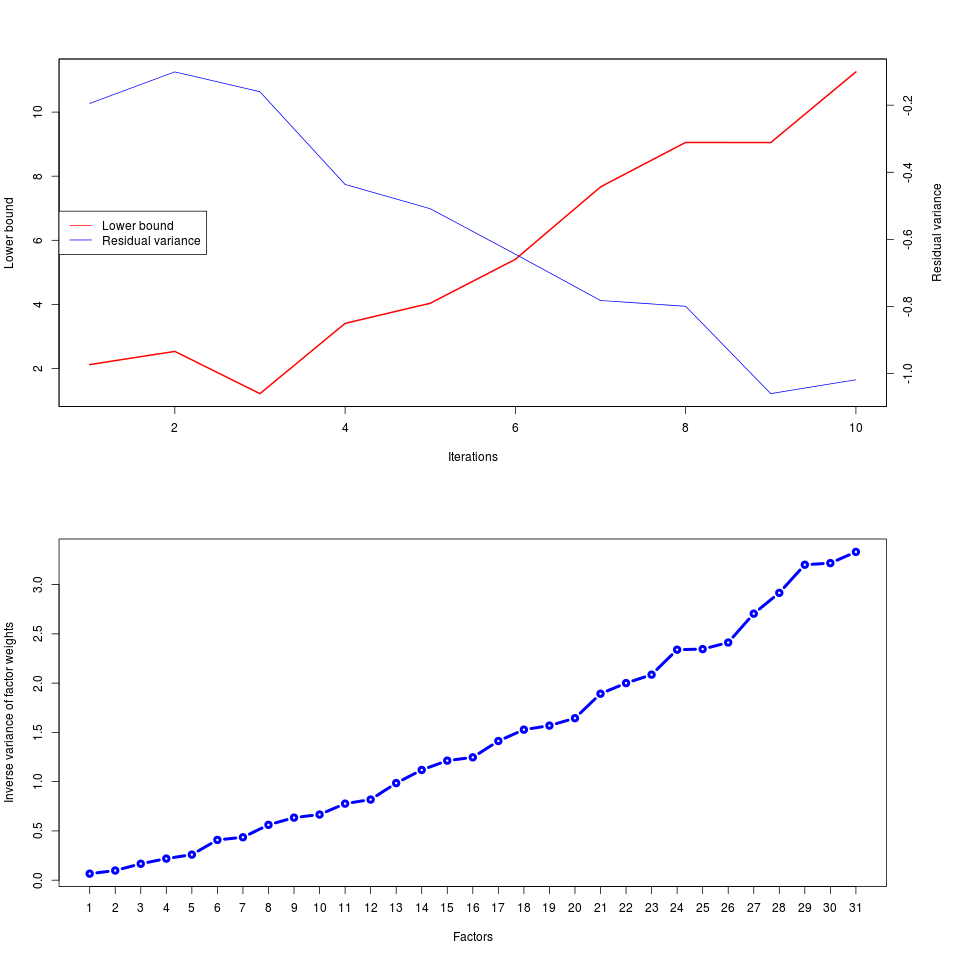 10
8
6
4
2
Lower bound
Lower bound
Residual variance
-0.2
-0.4
-0.6
-0.8
-1.0
Residual variance
2 4 6 8 10
Iterations
3.0
2.5
2.0
1.5
1.0
0.5
0.0
Inverse variance of factor weights
1 2 3 4 5 6 7 8 9 10 11 12 13 14 15 16 17 18 19 20 21 22 23 24 25 26 27 28 29 30 31
Factors